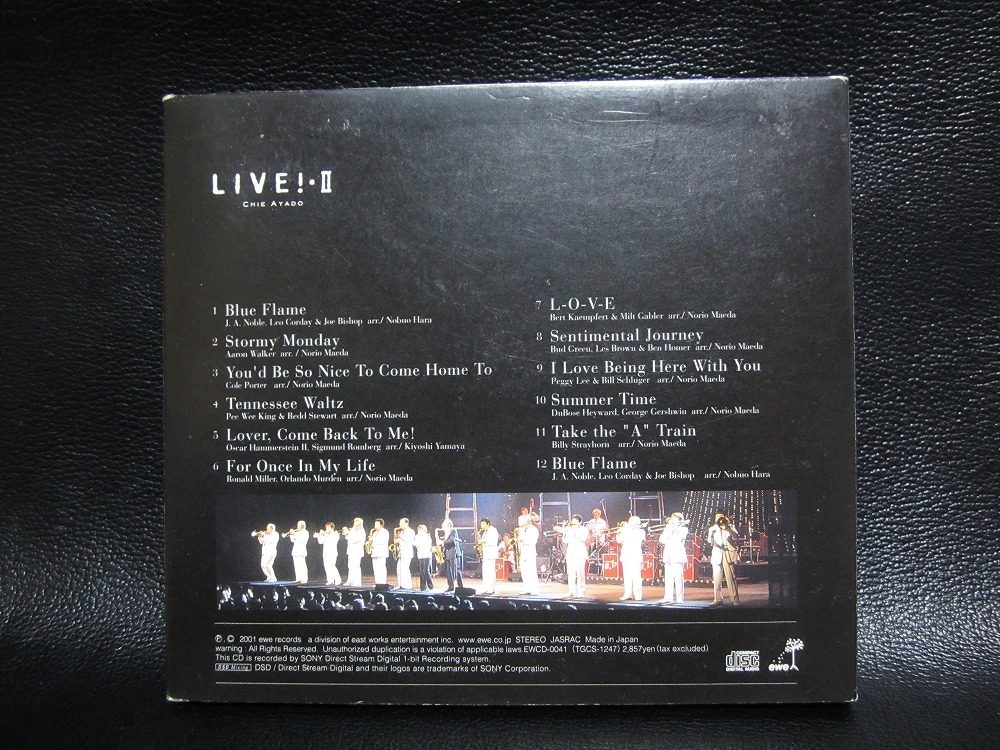 LIVE!・II
CHIE AYADO
1 Blue Flame
J. A. Noble, Leo Corday & Joe Bishop arr./ Nobuo Hara
2 Stormy Monday
Aaron Walker arr. / Norio Maeda
3 You'd Be So Nice To Come Home To
Cole Porter arr./ Norio Maeda
4 Tennessee Waltz
Pee Wee King & Redd Stewart arr./ Norio Maeda
5 Lover, Come Back To Me!
Oscar Hammerstein II, Sigmund Romberg arr./ Kiyoshi Yamaya
6 For Once In My Life
Ronald Miller, Orlando Murden arr./ Norio Maeda
7 L-O-V-E
Bert Kaempfert & Milt Gabler arr./ Norio Maeda
8 Sentimental Journey
Bud Green, Les Brown & Ben Homer arr./ Norio Maeda
9 I Love Being Here With You
Peggy Lee & Bill Schluger arr./ Norio Maeda
10 Summer Time
DuBose Heyward, George Gershwin arr./ Norio Maeda
11 Take the "A" Train
Billy Strayhorn arr./ Norio Maeda
12 Blue Flame
J. A. Noble, Leo Corday & Joe Bishop arr./ Nobuo Hara
℗,© 2001 ewe records a division of east works entertainment inc. www.ewe.co.jp STEREO JASRAC Made in Japan
warning : All Rights Reserved. Unauthorized duplication is a violation of applicable laws.EWCD-0041 (TGCS-1247) 2,857yen(tax excluded)
This CD is recorded by SONY Direct Stream Digital 1-bit Recording system.
DSD Mixing DSD / Direct Stream Digital and their logos are trademarks of SONY Corporation.
COMPACT
disc
DIGITAL AUDIO
ewe